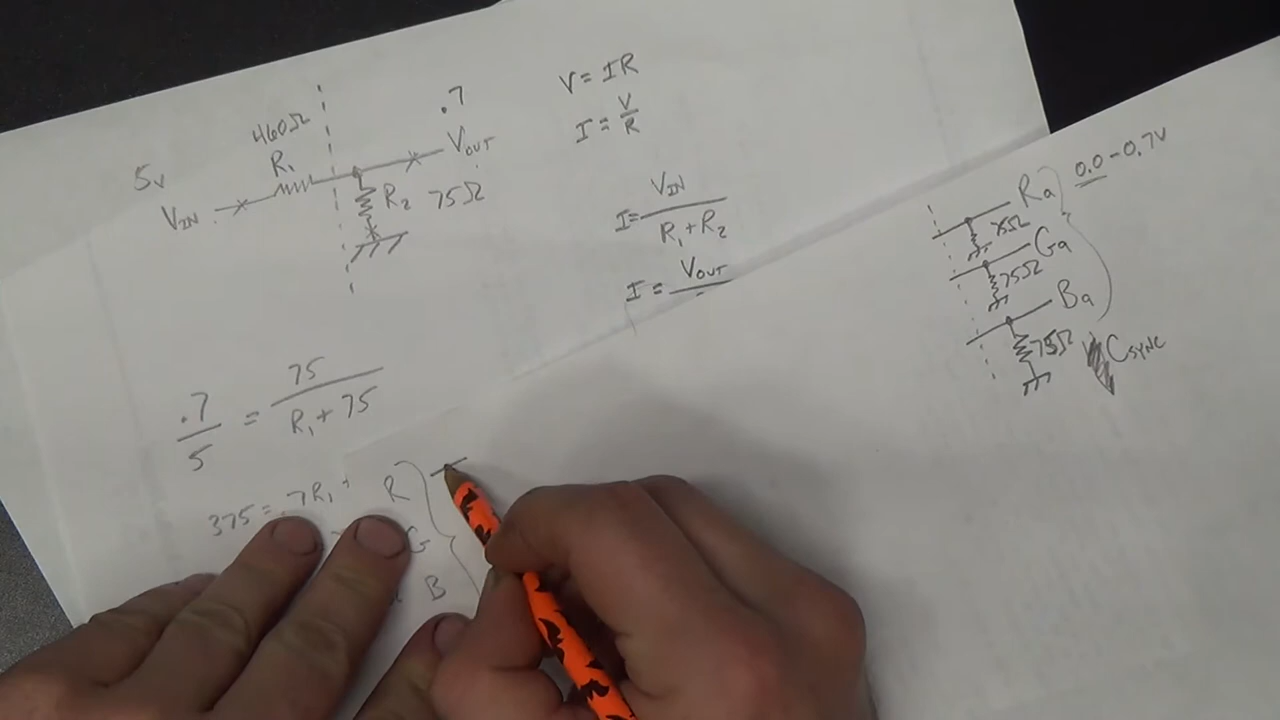 460Ω
R₁
5v
VIN
.7
VOUT
R₂ 75Ω
V = IR
I = V/R
I = VIN / R₁ + R₂
I = VOUT /
.7/5 = 75 / R₁ + 75
375 = .7R₁ +
R
G
B
0.0-0.7V
Ra
75Ω
Ga
75Ω
Ba
75Ω
CSYNC